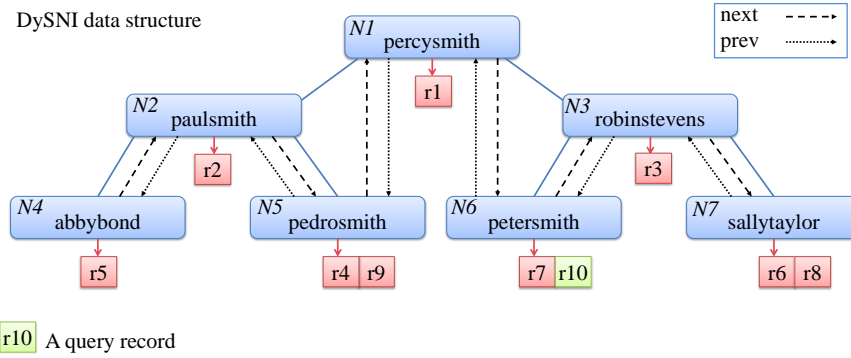 DySNI data structure
next
prev
N1
percysmith
r1
N2
paulsmith
r2
N3
robinstevens
r3
N4
abbybond
r5
N5
pedrosmith
r4 r9
N6
petersmith
r7 r10
N7
sallytaylor
r6 r8
r10 A query record